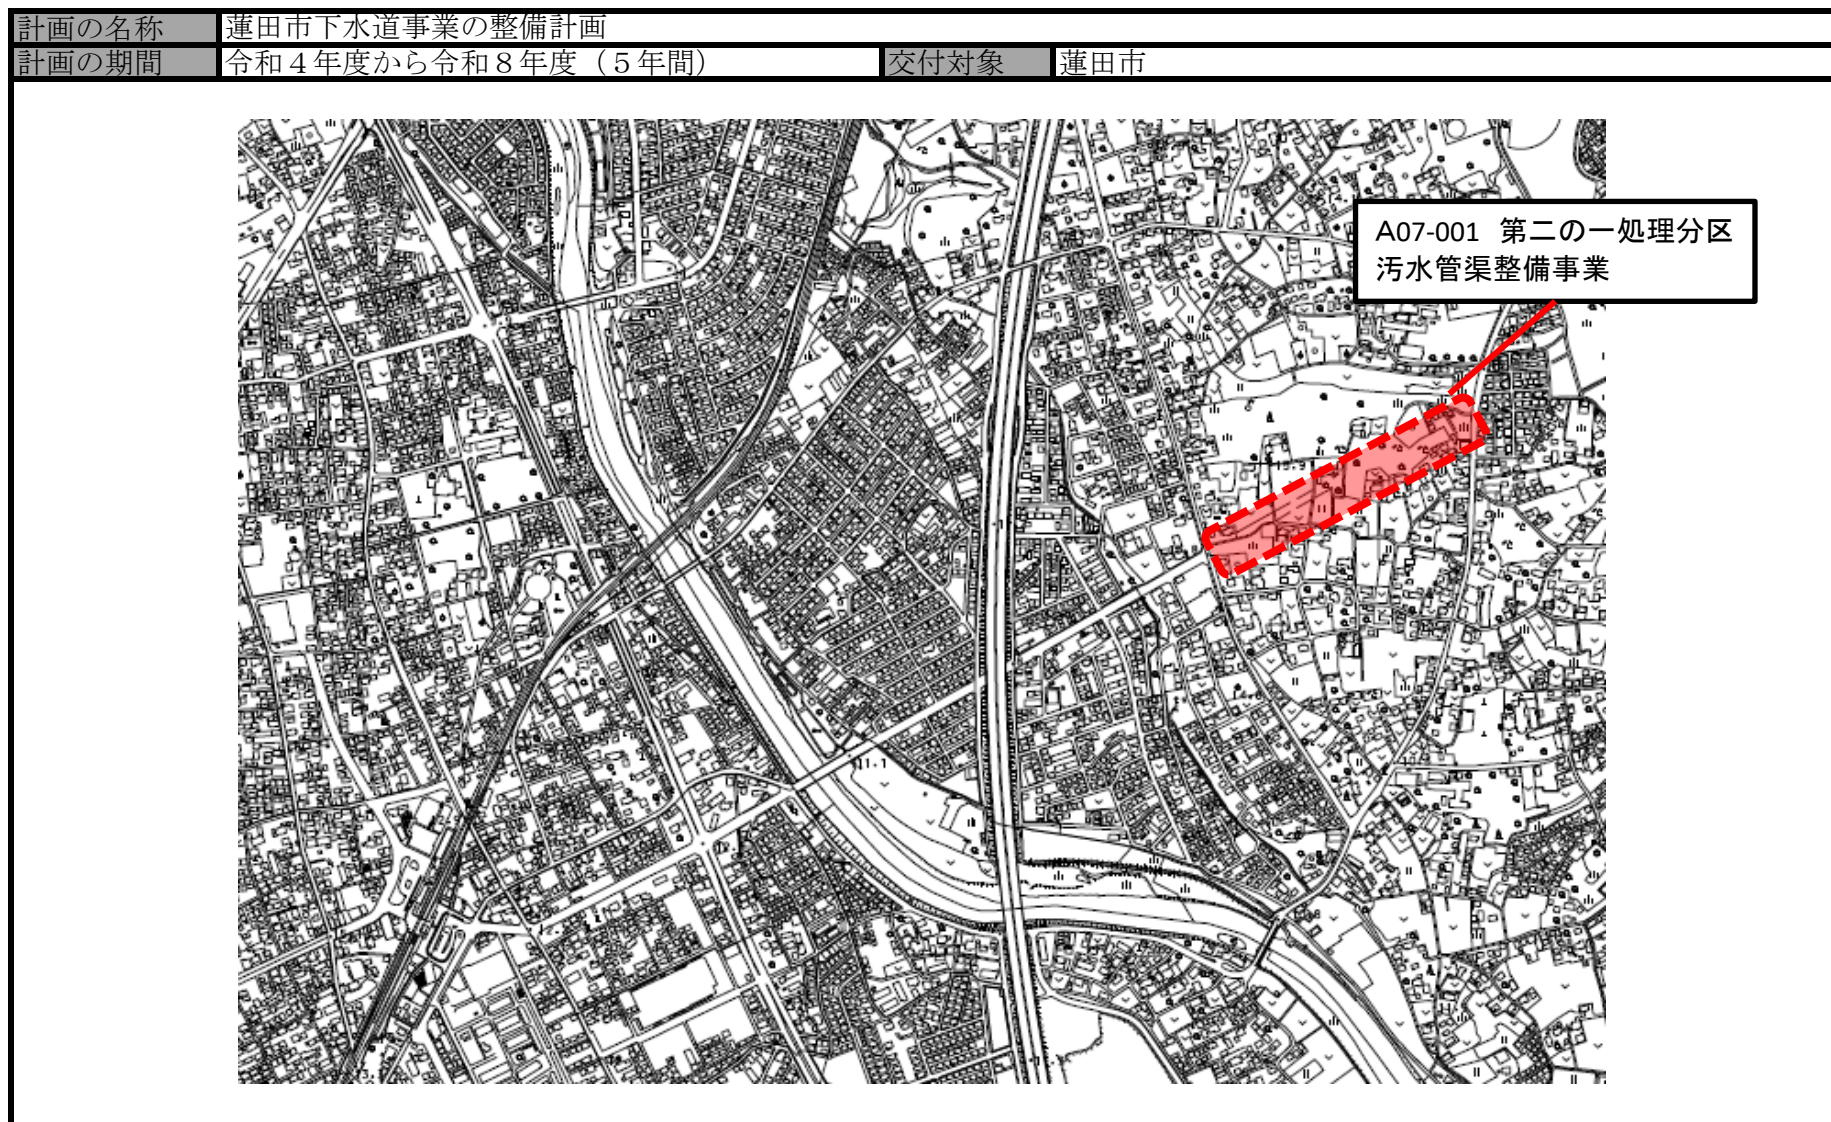 計画の名称 蓮田市下水道事業の整備計画
計画の期間 令和４年度から令和８年度（５年間） 交付対象 蓮田市
A07-001 第二の一処理分区
汚水管渠整備事業
11.1